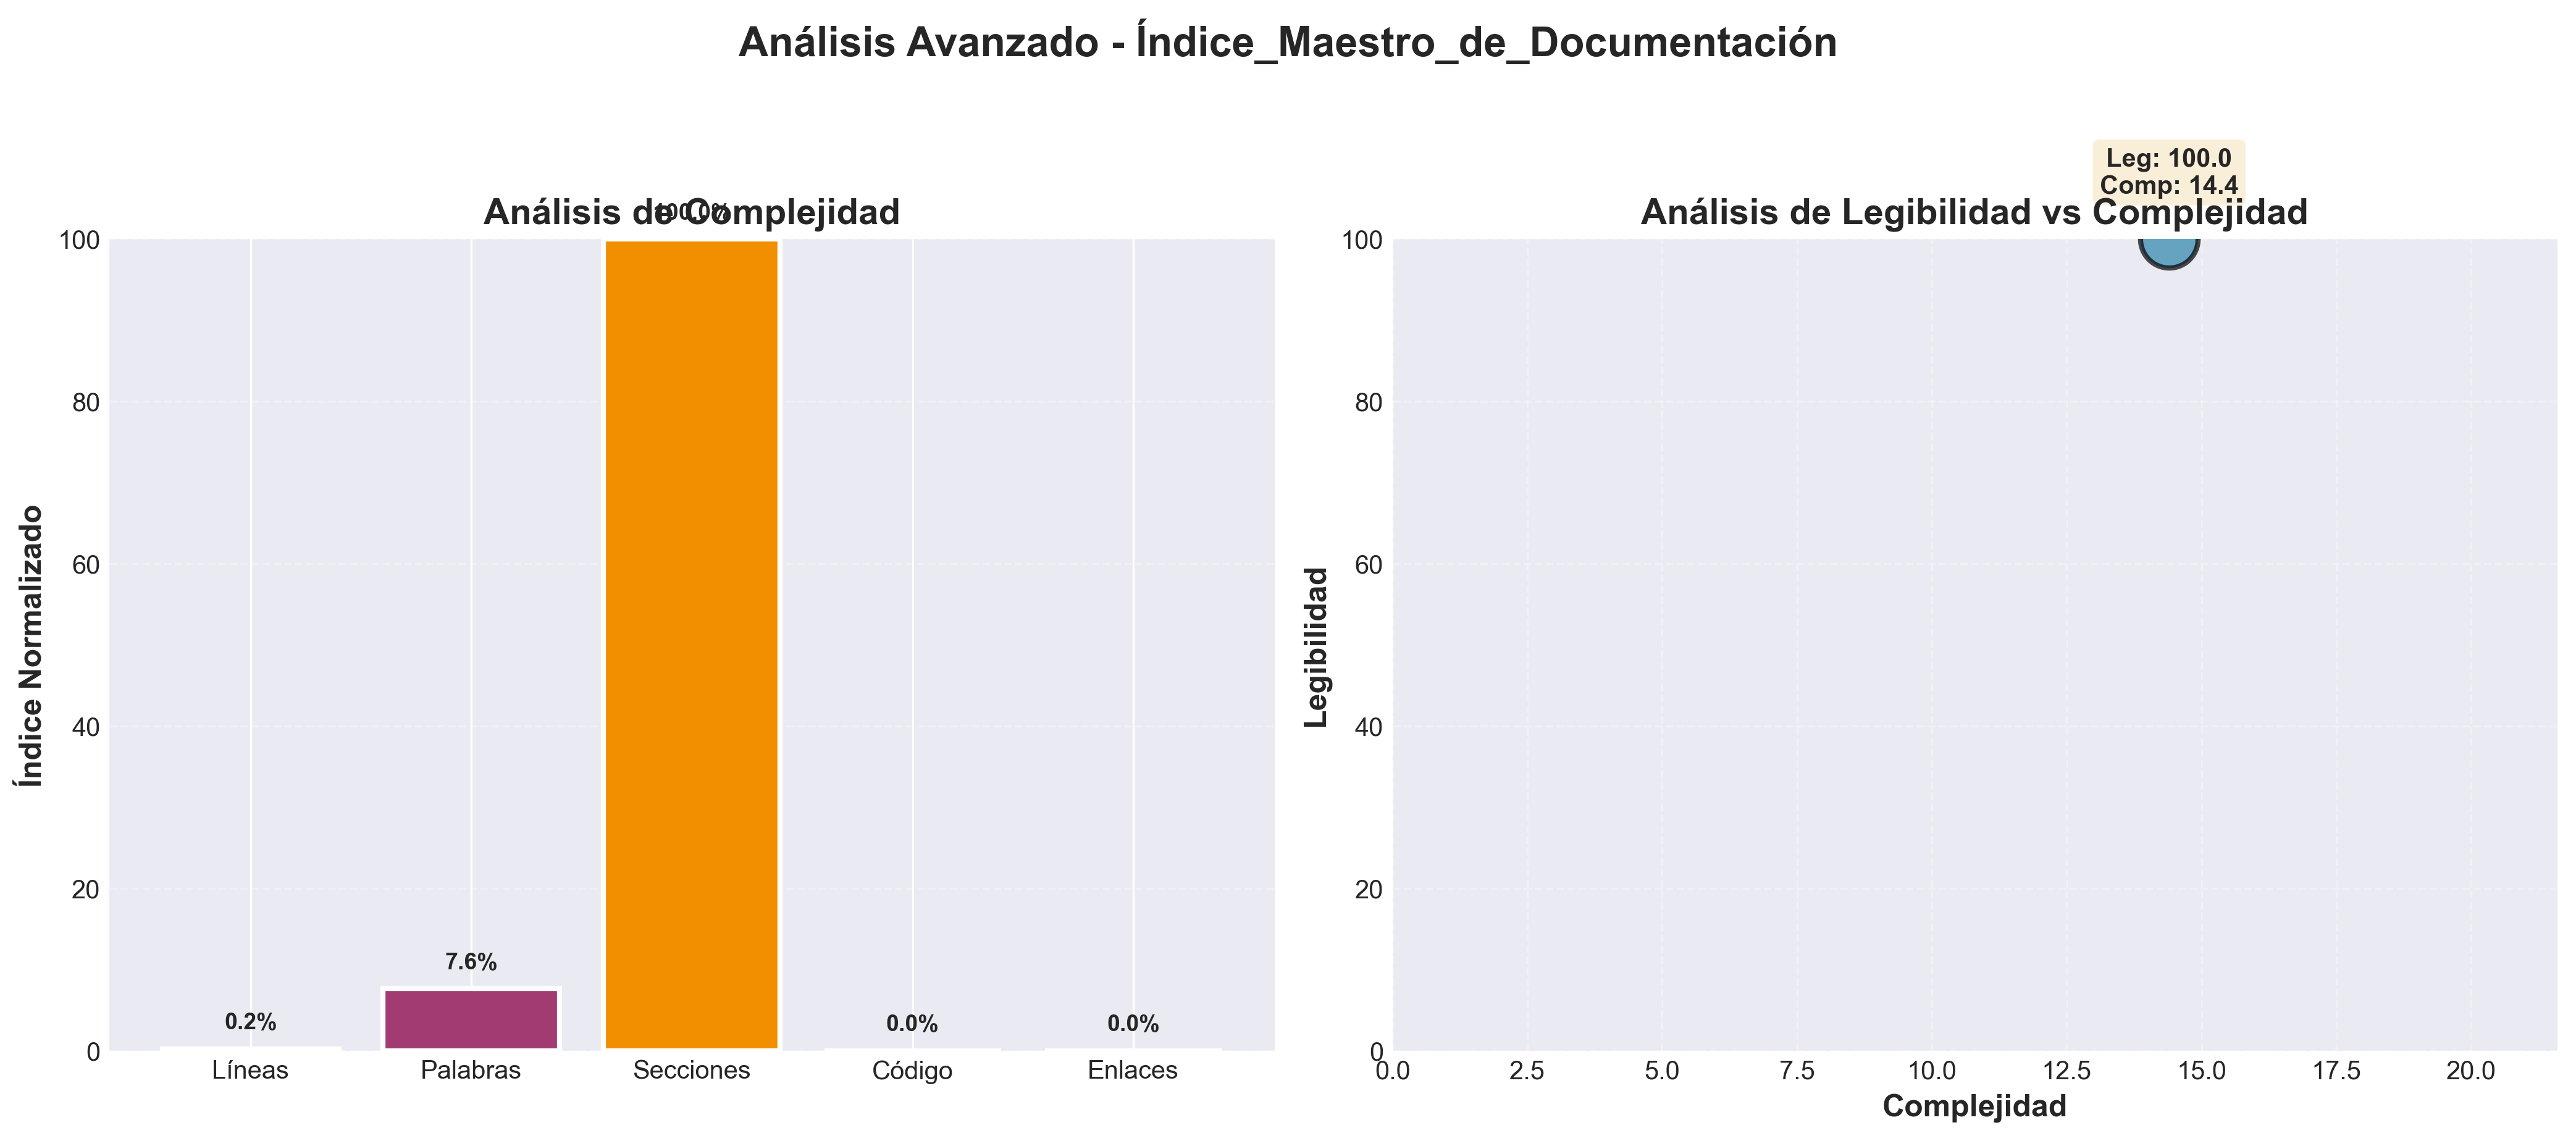 Análisis Avanzado - Índice_Maestro_de_Documentación
Análisis de Complejidad
100.0%
Índice Normalizado
100
80
60
40
20
0
0.2%
7.6%
0.0%
0.0%
Líneas
Palabras
Secciones
Código
Enlaces
Leg: 100.0
Comp: 14.4
Análisis de Legibilidad vs Complejidad
Legibilidad
100
80
60
40
20
0
0.0
2.5
5.0
7.5
10.0
12.5
15.0
17.5
20.0
Complejidad